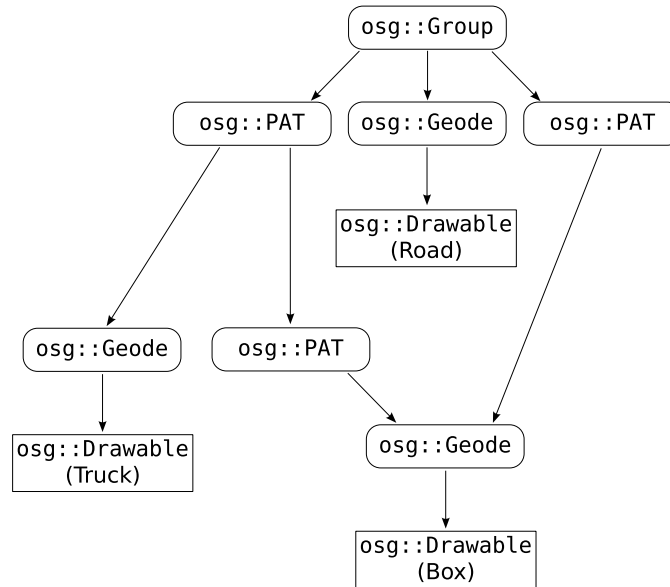 osg::Group
osg::PAT
osg::Geode
osg::PAT
osg::Drawable
(Road)
osg::Geode
osg::PAT
osg::Geode
osg::Drawable
(Truck)
osg::Drawable
(Box)